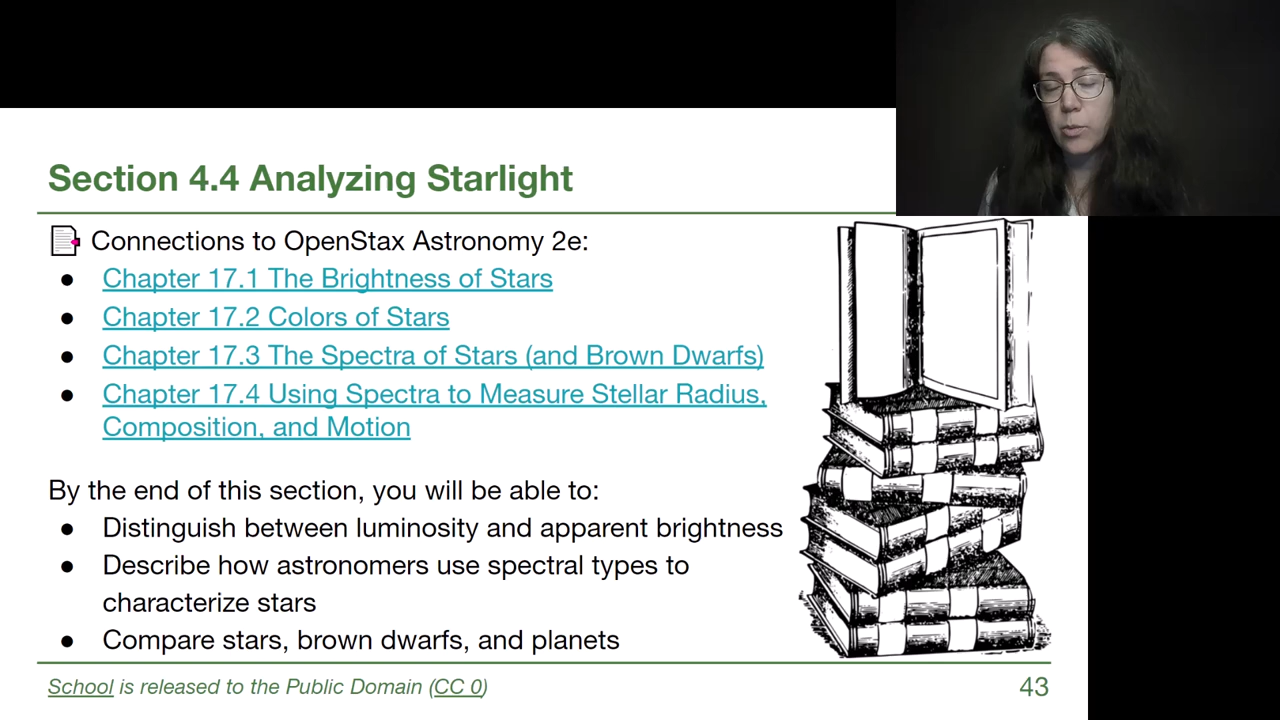 Section 4.4 Analyzing Starlight
Connections to OpenStax Astronomy 2e:
● Chapter 17.1 The Brightness of Stars
● Chapter 17.2 Colors of Stars
● Chapter 17.3 The Spectra of Stars (and Brown Dwarfs)
● Chapter 17.4 Using Spectra to Measure Stellar Radius,
Composition, and Motion
By the end of this section, you will be able to:
● Distinguish between luminosity and apparent brightness
● Describe how astronomers use spectral types to
characterize stars
● Compare stars, brown dwarfs, and planets
School is released to the Public Domain (CC 0)
43